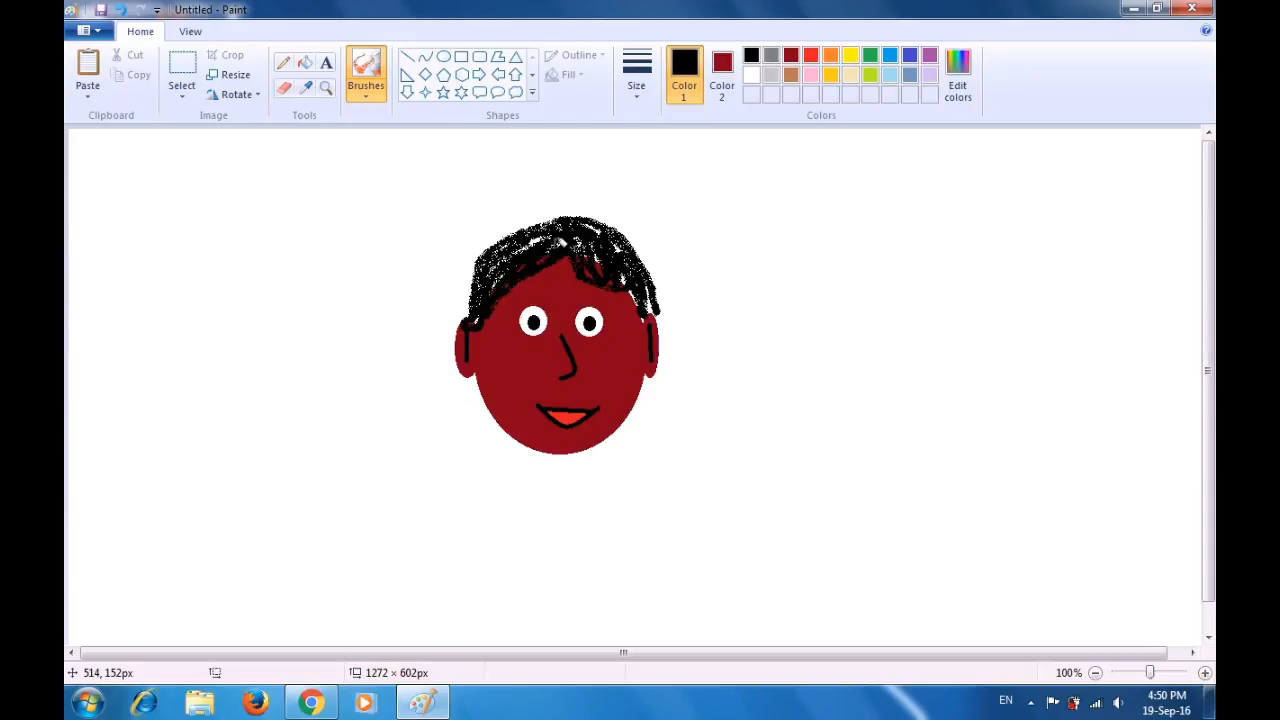 Untitled - Paint
Home View
Paste
Cut
Copy
Clipboard
Select
Crop
Resize
Rotate
Image
A
Tools
Brushes
Shapes
Outline
Fill
Size
Color 1
Color 2
Edit colors
Colors
514, 152px
1272 × 602px
100%
EN
4:50 PM
19-Sep-16